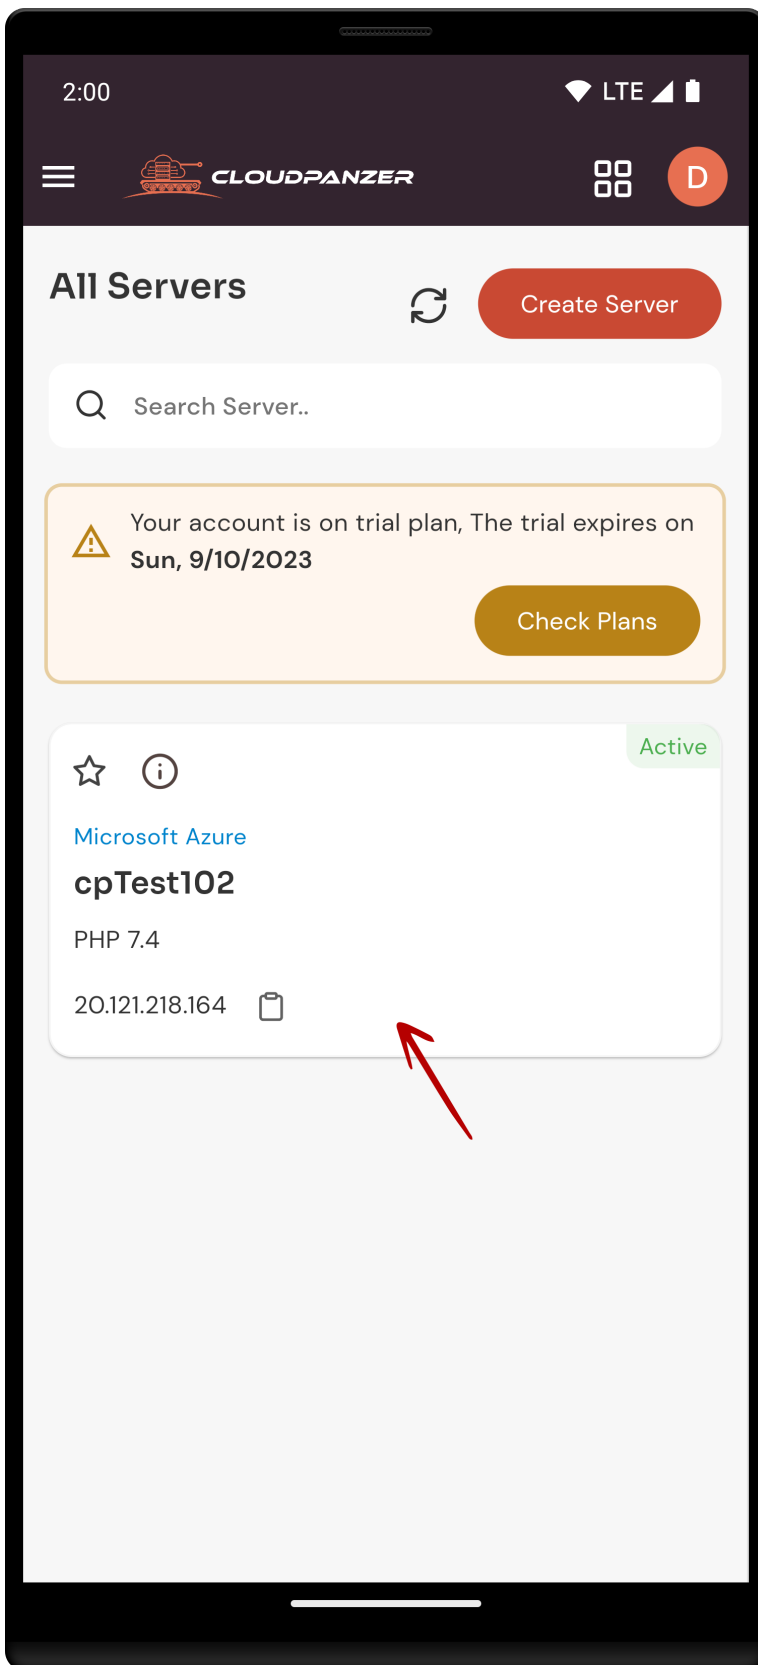 2:00
LTE
CLOUDPANZER
D
All Servers
Create Server
Search Server..
Your account is on trial plan, The trial expires on
Sun, 9/10/2023
Check Plans
Active
Microsoft Azure
cpTest102
PHP 7.4
20.121.218.164